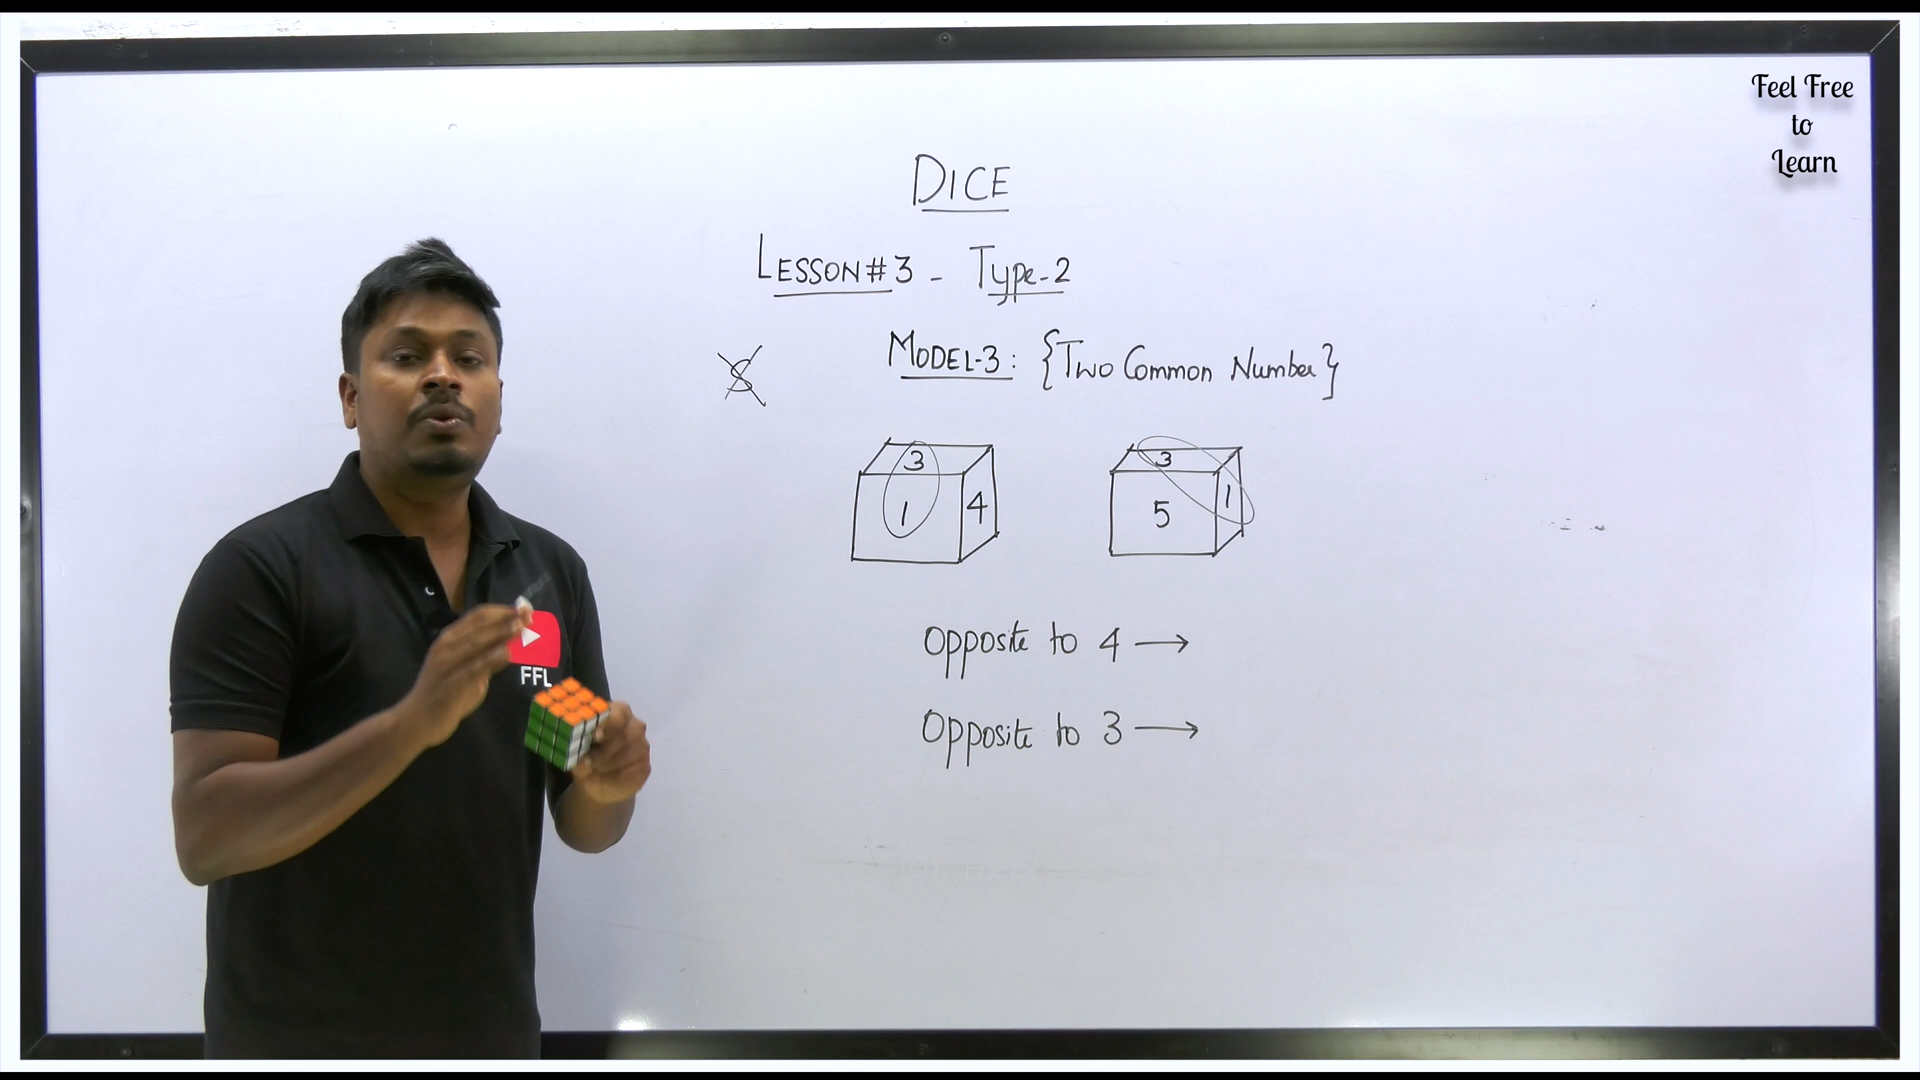 Feel Free
to
Learn
DICE
LESSON#3 - Type-2
S
MODEL-3: {Two Common Number}
3
1
4
3
5
1
Opposite to 4 →
Opposite to 3 →
FFL